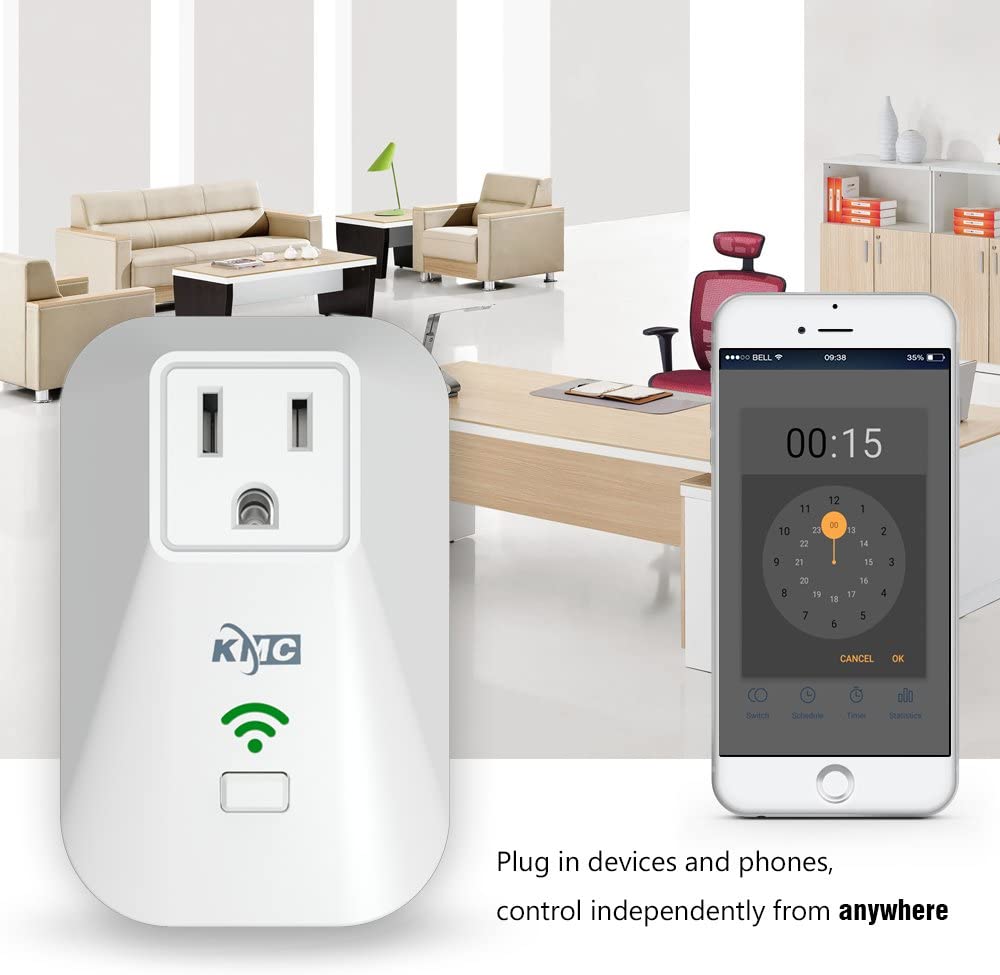 KMC
●●●○○ BELL 09:38 35%
00:15
12
11 1
00
23 13
10 22 14 2
9 21 15 3
20 16
8 19 17 4
18
7 5
6
CANCEL OK
Switch Schedule Timer Statistics
Plug in devices and phones,
control independently from anywhere